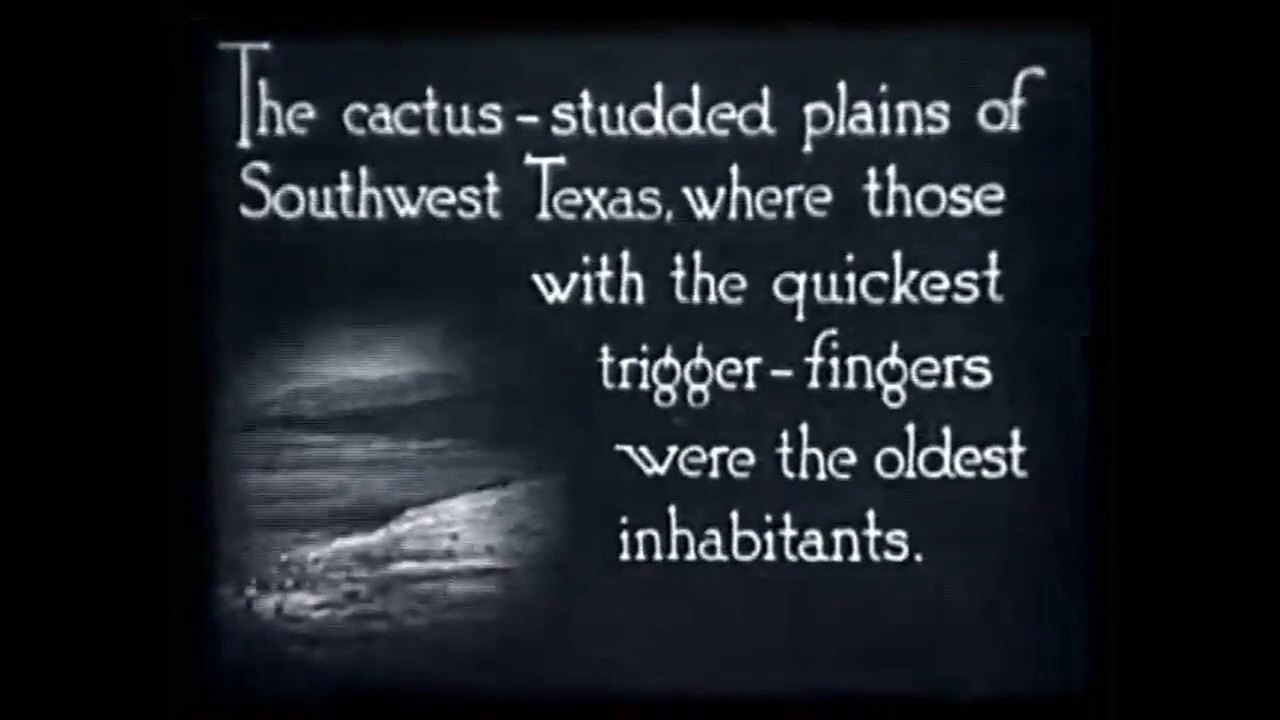 The cactus-studded plains of
Southwest Texas, where those
with the quickest
trigger-fingers
were the oldest
inhabitants.